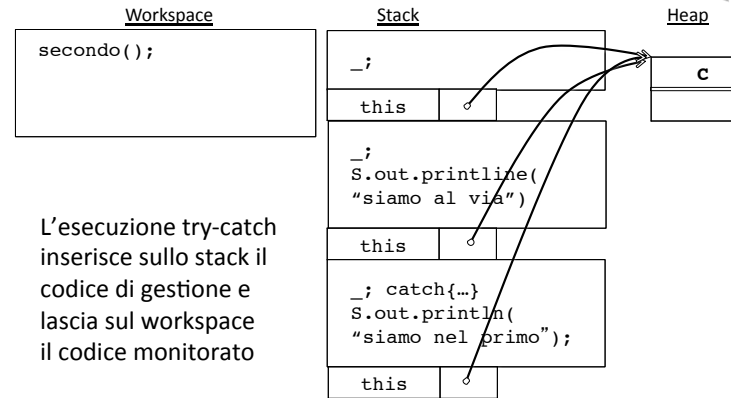 Workspace
Stack
Heap
secondo();
_;
this
C
_;
S.out.printline(
“siamo al via”)
this
_; catch{…}
S.out.println(
“siamo nel primo”);
this
L’esecuzione try-catch
inserisce sullo stack il
codice di gestione e
lascia sul workspace
il codice monitorato